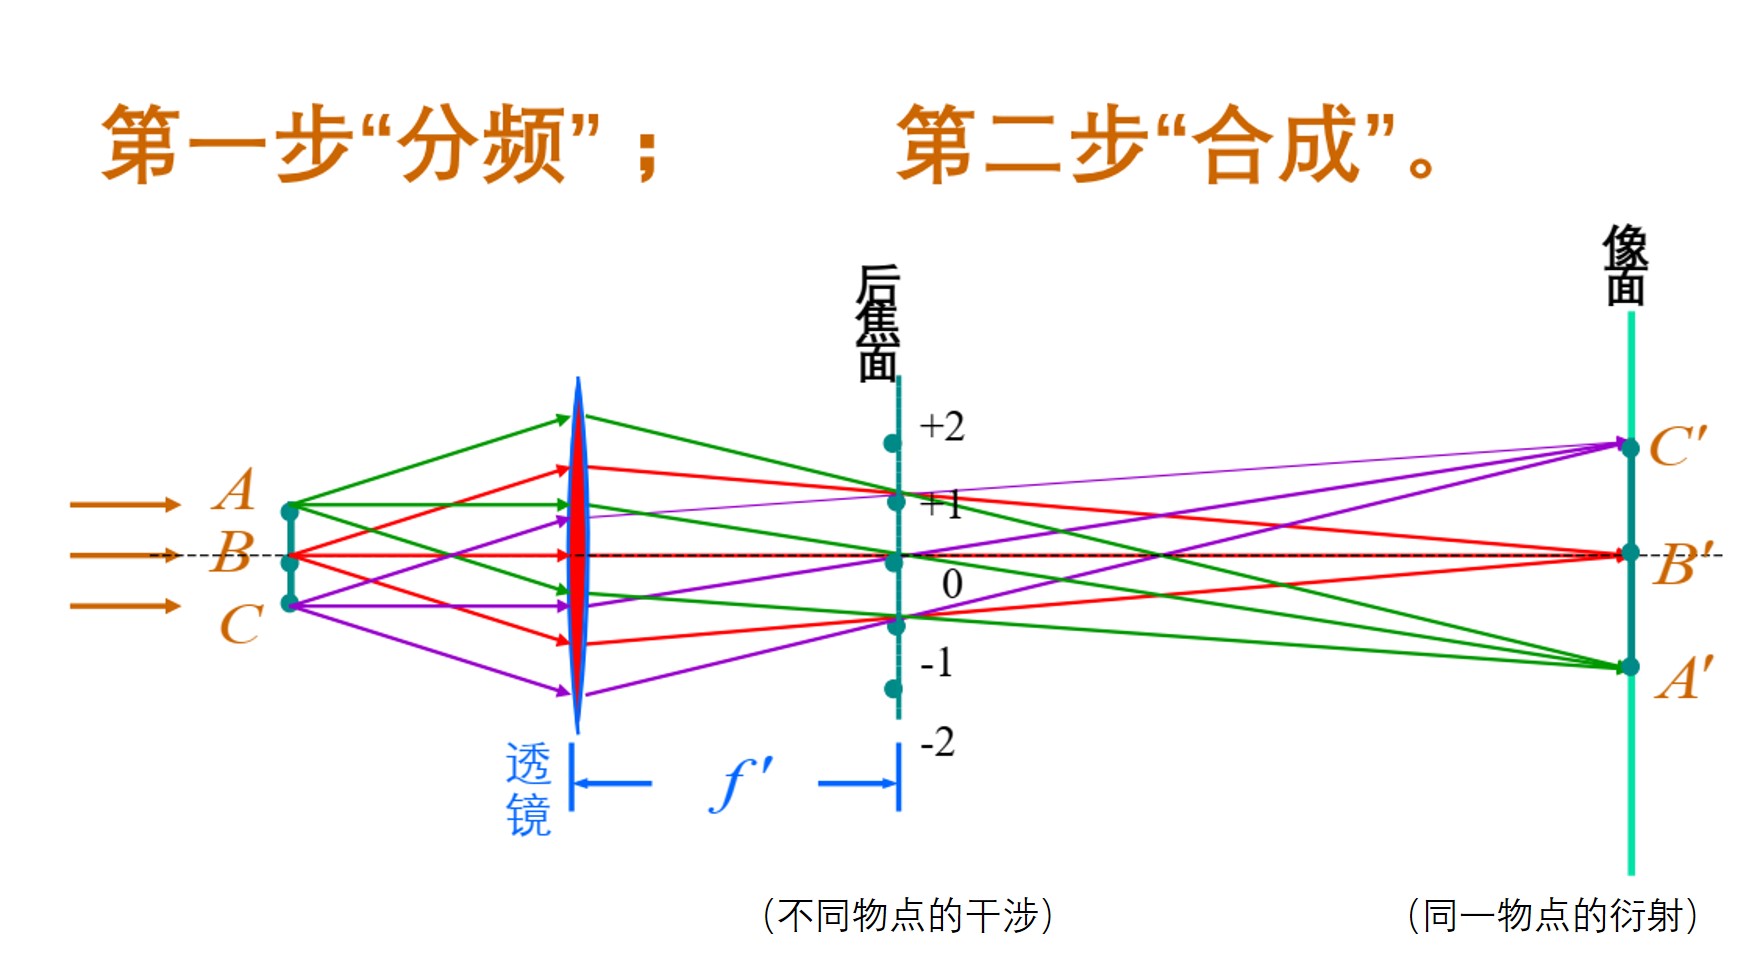 第一步“分频”；
第二步“合成”。
像面
后焦面
+2
C′
A
+1
B
B′
0
C
-1
A′
-2
透镜
f′
（不同物点的干涉）
（同一物点的衍射）